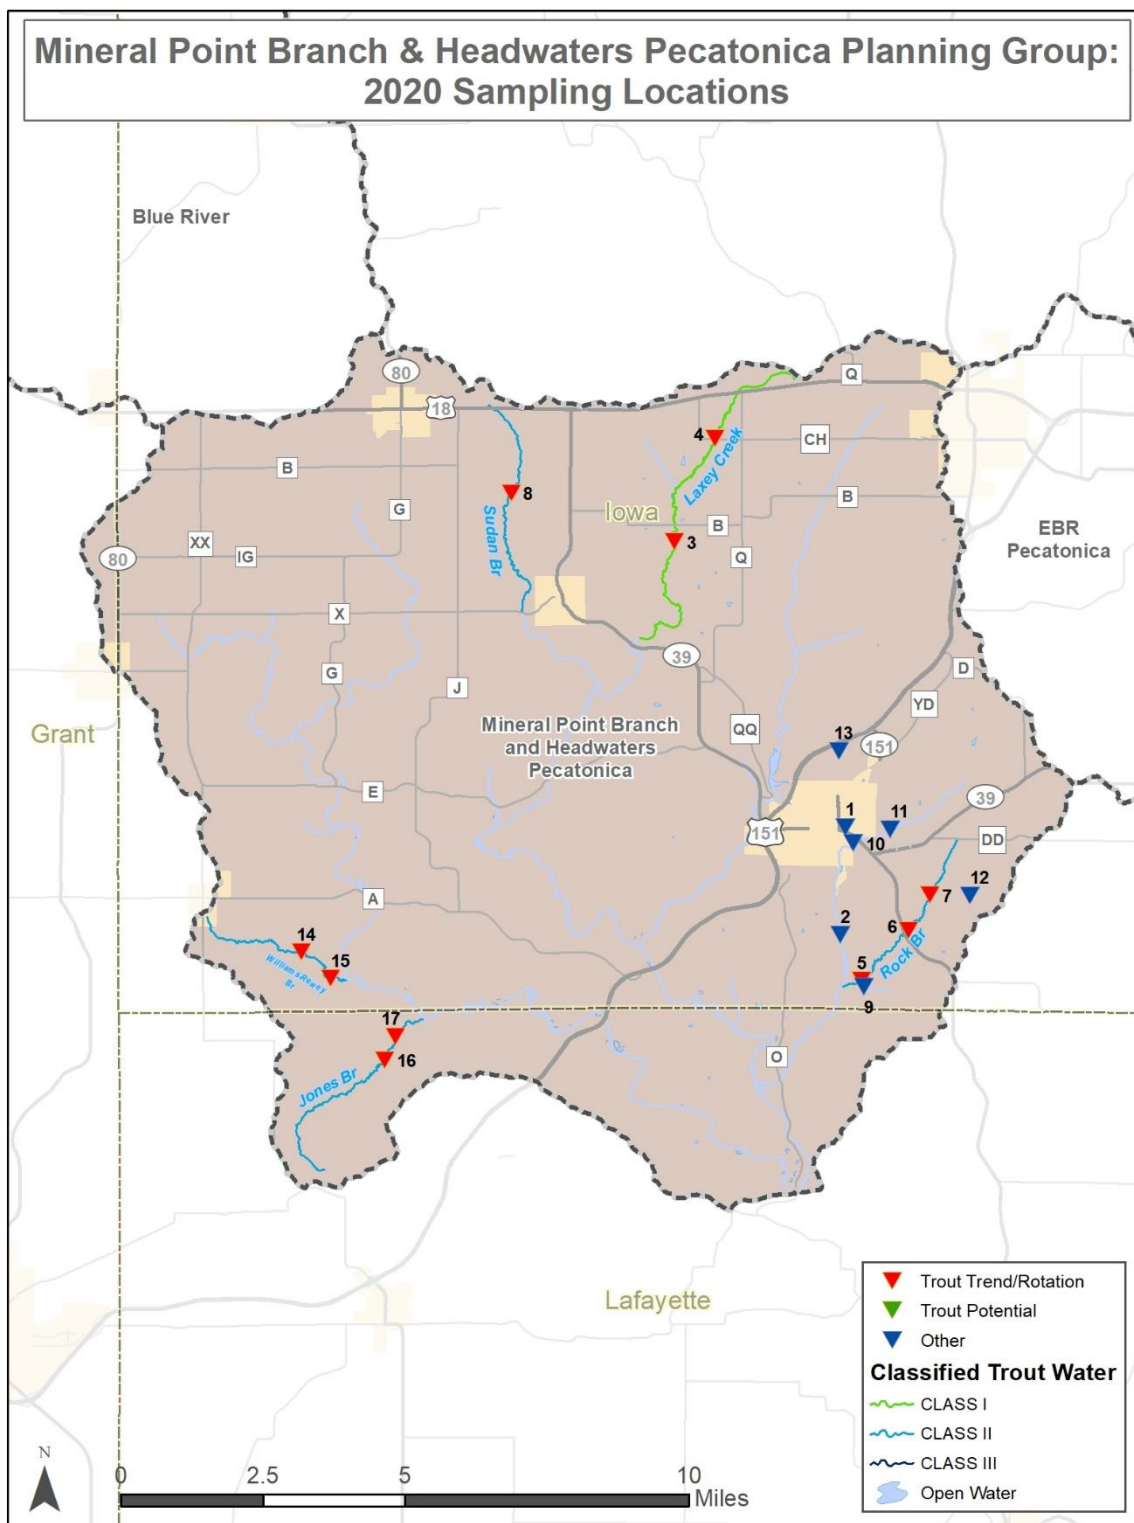 Mineral Point Branch & Headwaters Pecatonica Planning Group:
2020 Sampling Locations
Blue River
80
Q
18
4
CH
B
8
Laxey Creek
B
G
Iowa
Sudan Br
B
EBR
Pecatonica
XX
3
80
IG
Q
X
39
D
G
J
YD
Grant
Mineral Point Branch
and Headwaters
Pecatonica
QQ
13
151
E
39
1
11
151
10
DD
A
12
7
2
6
14
Rock Br
15
5
Williams-Rewey
Br
9
17
16
O
Jones Br
Lafayette
Trout Trend/Rotation
Trout Potential
Other
Classified Trout Water
CLASS I
CLASS II
CLASS III
Open Water
N
0 2.5 5 10
Miles